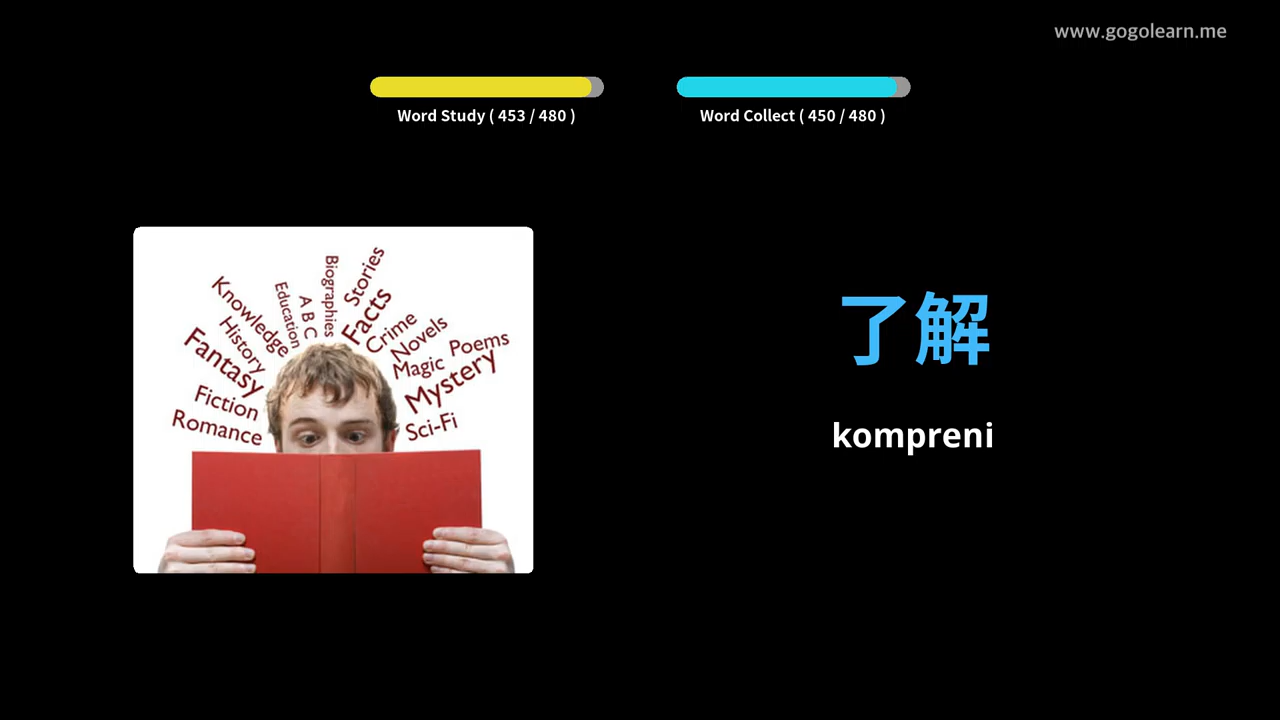 www.gogolearn.me
Word Study ( 453 / 480 )
Word Collect ( 450 / 480 )
Knowledge
History
Fantasy
Fiction
Romance
Education
A B C
Biographies
Stories
Facts
Crime
Novels
Magic
Poems
Mystery
Sci-Fi
了解
kompreni